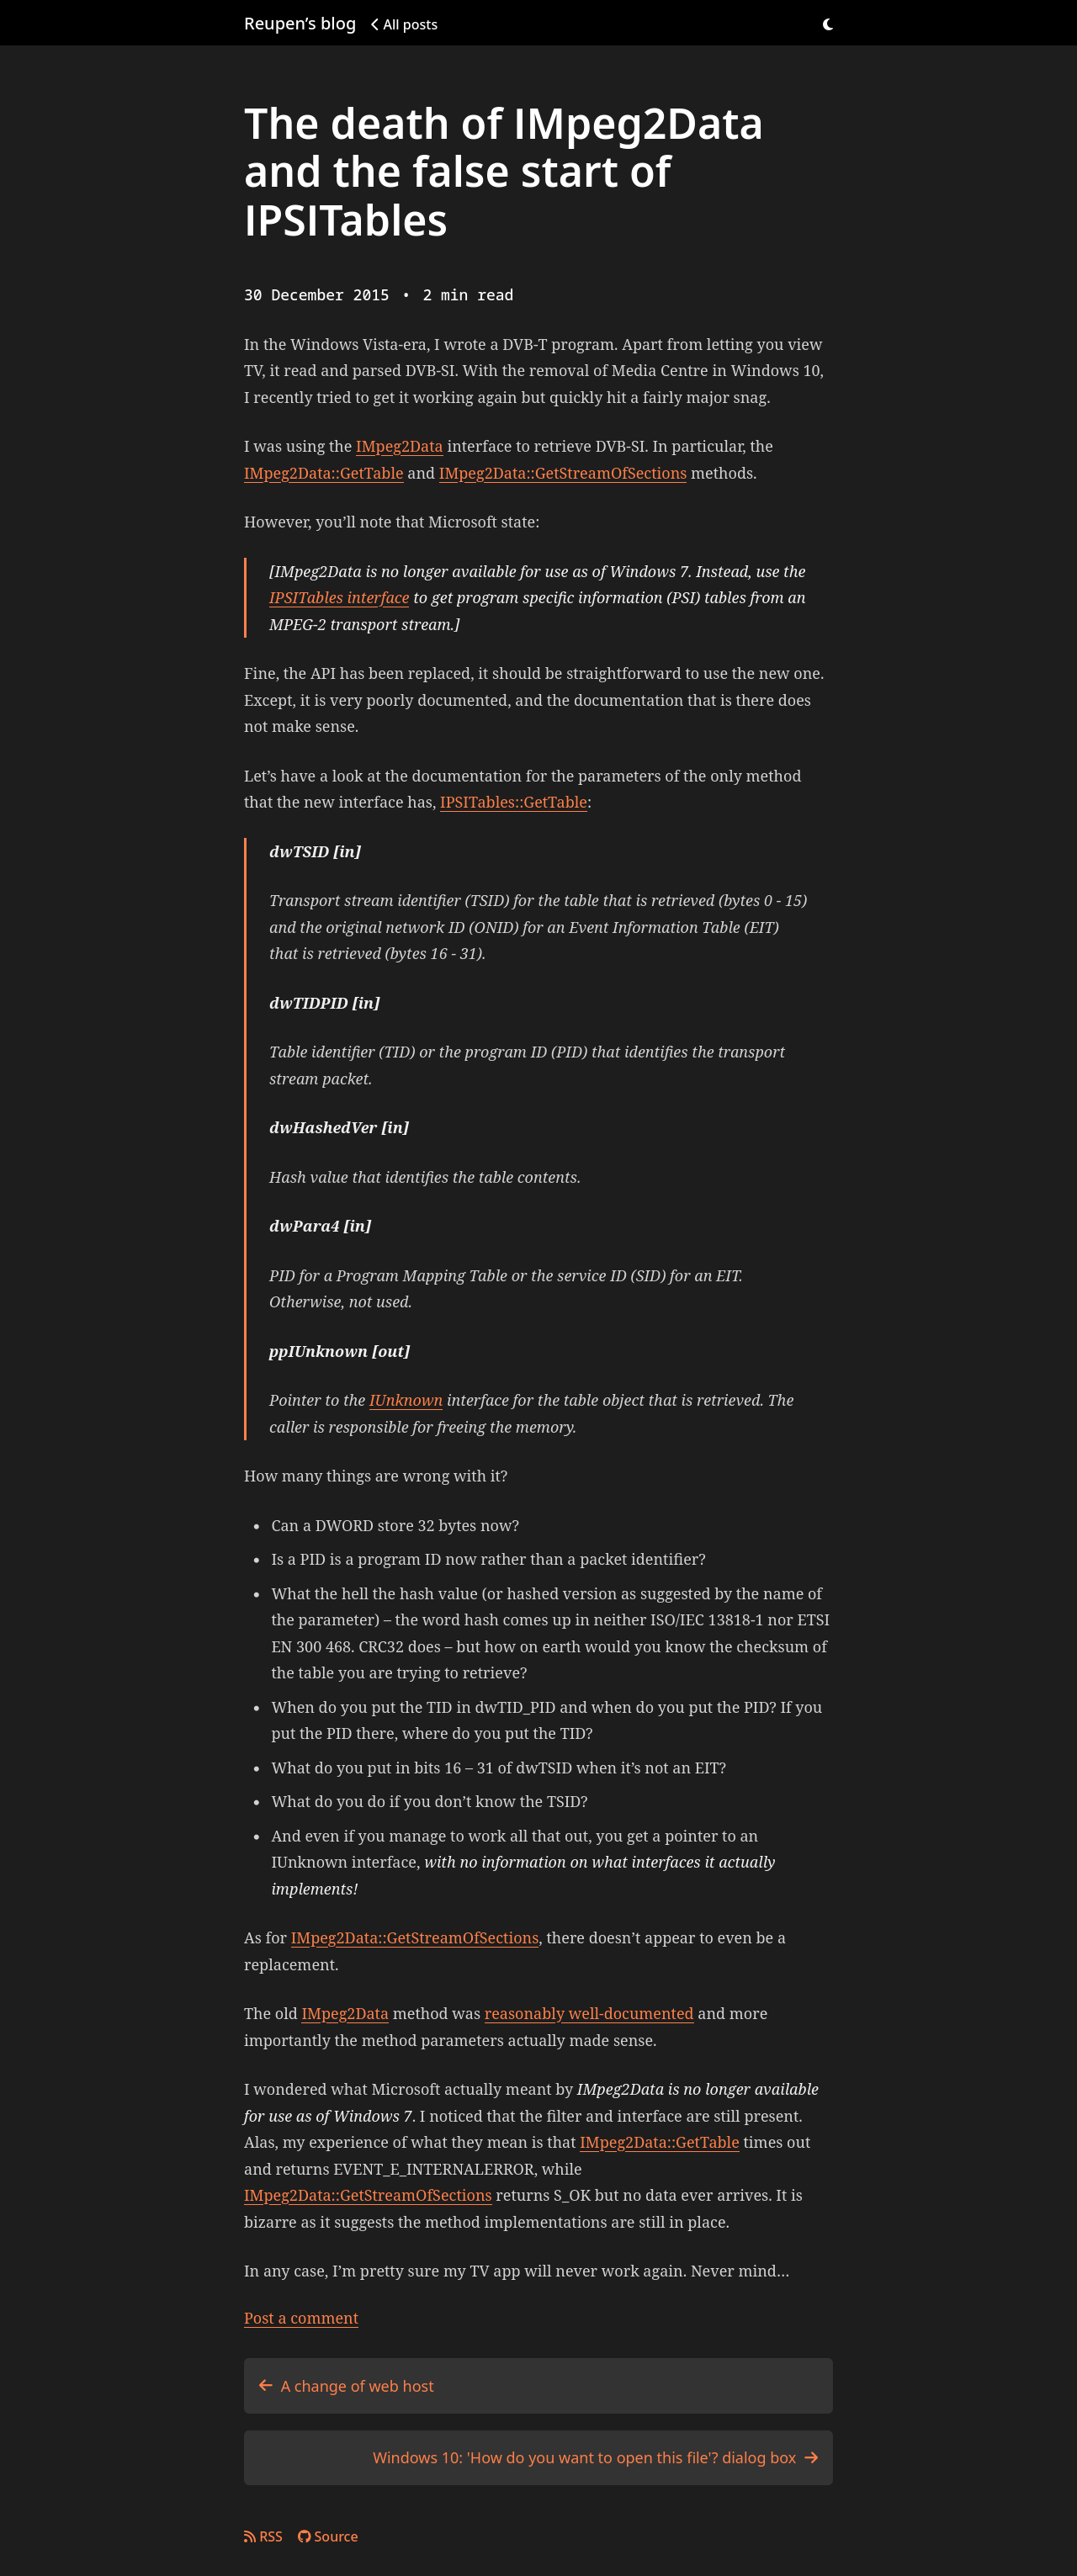 Reupen’s blog All posts
The death of IMpeg2Data
and the false start of
IPSITables
30 December 2015 • 2 min read
In the Windows Vista-era, I wrote a DVB-T program. Apart from letting you view
TV, it read and parsed DVB-SI. With the removal of Media Centre in Windows 10,
I recently tried to get it working again but quickly hit a fairly major snag.
I was using the IMpeg2Data interface to retrieve DVB-SI. In particular, the
IMpeg2Data::GetTable and IMpeg2Data::GetStreamOfSections methods.
However, you’ll note that Microsoft state:
[IMpeg2Data is no longer available for use as of Windows 7. Instead, use the
IPSITables interface to get program specific information (PSI) tables from an
MPEG-2 transport stream.]
Fine, the API has been replaced, it should be straightforward to use the new one.
Except, it is very poorly documented, and the documentation that is there does
not make sense.
Let’s have a look at the documentation for the parameters of the only method
that the new interface has, IPSITables::GetTable:
dwTSID [in]
Transport stream identifier (TSID) for the table that is retrieved (bytes 0 - 15)
and the original network ID (ONID) for an Event Information Table (EIT)
that is retrieved (bytes 16 - 31).
dwTIDPID [in]
Table identifier (TID) or the program ID (PID) that identifies the transport
stream packet.
dwHashedVer [in]
Hash value that identifies the table contents.
dwPara4 [in]
PID for a Program Mapping Table or the service ID (SID) for an EIT.
Otherwise, not used.
ppIUnknown [out]
Pointer to the IUnknown interface for the table object that is retrieved. The
caller is responsible for freeing the memory.
How many things are wrong with it?
• Can a DWORD store 32 bytes now?
• Is a PID is a program ID now rather than a packet identifier?
• What the hell the hash value (or hashed version as suggested by the name of
the parameter) – the word hash comes up in neither ISO/IEC 13818-1 nor ETSI
EN 300 468. CRC32 does – but how on earth would you know the checksum of
the table you are trying to retrieve?
• When do you put the TID in dwTID_PID and when do you put the PID? If you
put the PID there, where do you put the TID?
• What do you put in bits 16 – 31 of dwTSID when it’s not an EIT?
• What do you do if you don’t know the TSID?
• And even if you manage to work all that out, you get a pointer to an
IUnknown interface, with no information on what interfaces it actually
implements!
As for IMpeg2Data::GetStreamOfSections, there doesn’t appear to even be a
replacement.
The old IMpeg2Data method was reasonably well-documented and more
importantly the method parameters actually made sense.
I wondered what Microsoft actually meant by IMpeg2Data is no longer available
for use as of Windows 7. I noticed that the filter and interface are still present.
Alas, my experience of what they mean is that IMpeg2Data::GetTable times out
and returns EVENT_E_INTERNALERROR, while
IMpeg2Data::GetStreamOfSections returns S_OK but no data ever arrives. It is
bizarre as it suggests the method implementations are still in place.
In any case, I’m pretty sure my TV app will never work again. Never mind…
Post a comment
A change of web host
Windows 10: 'How do you want to open this file'? dialog box
RSS Source